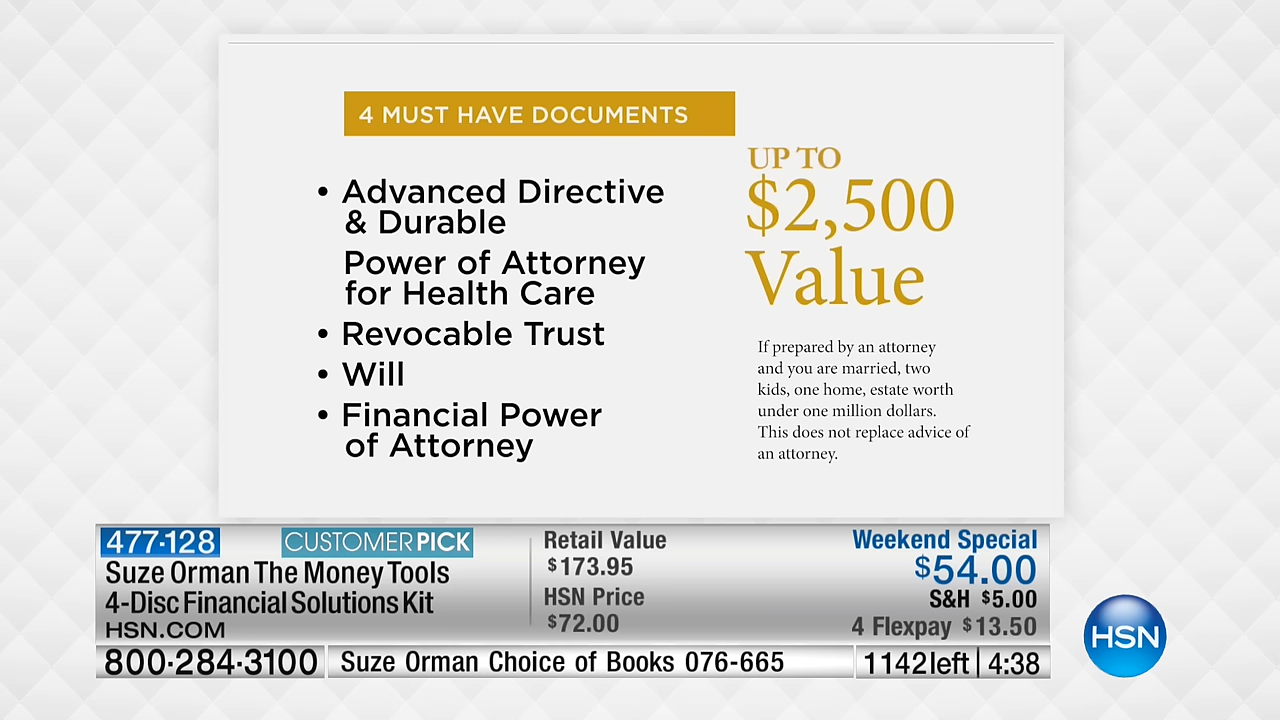 4 MUST HAVE DOCUMENTS
• Advanced Directive
& Durable
Power of Attorney
for Health Care
• Revocable Trust
• Will
• Financial Power
of Attorney
UP TO
$2,500
Value
If prepared by an attorney
and you are married, two
kids, one home, estate worth
under one million dollars.
This does not replace advice of
an attorney.
477-128
CUSTOMER PICK
Suze Orman The Money Tools
4-Disc Financial Solutions Kit
HSN.COM
Retail Value
$173.95
HSN Price
$72.00
Weekend Special
$54.00
S&H $5.00
4 Flexpay $13.50
800·284·3100
Suze Orman Choice of Books 076-665
1142left
4:38
HSN